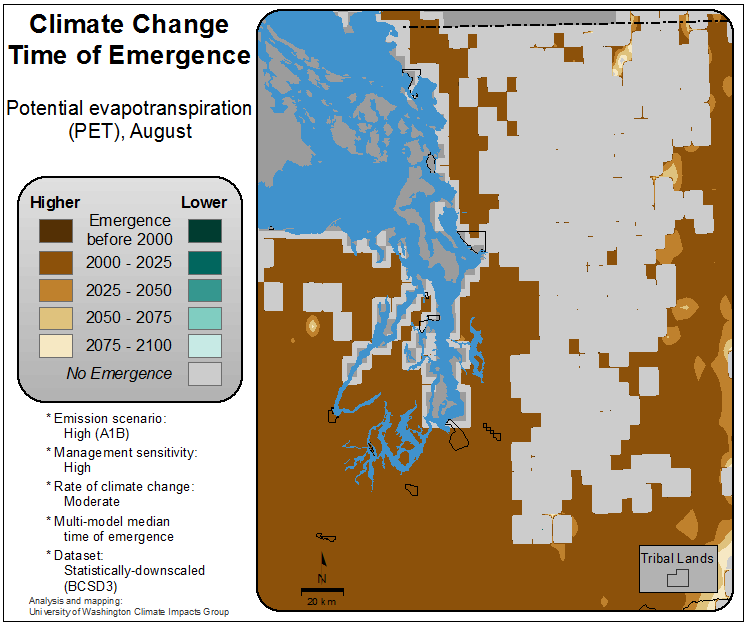 Climate Change
Time of Emergence
Potential evapotranspiration
(PET), August
Higher Lower
Emergence
before 2000
2000 - 2025
2025 - 2050
2050 - 2075
2075 - 2100
No Emergence
* Emission scenario:
High (A1B)
* Management sensitivity:
High
* Rate of climate change:
Moderate
* Multi-model median
time of emergence
* Dataset:
Statistically-downscaled
(BCSD3)
Analysis and mapping:
University of Washington Climate Impacts Group
N
20 km
Tribal Lands